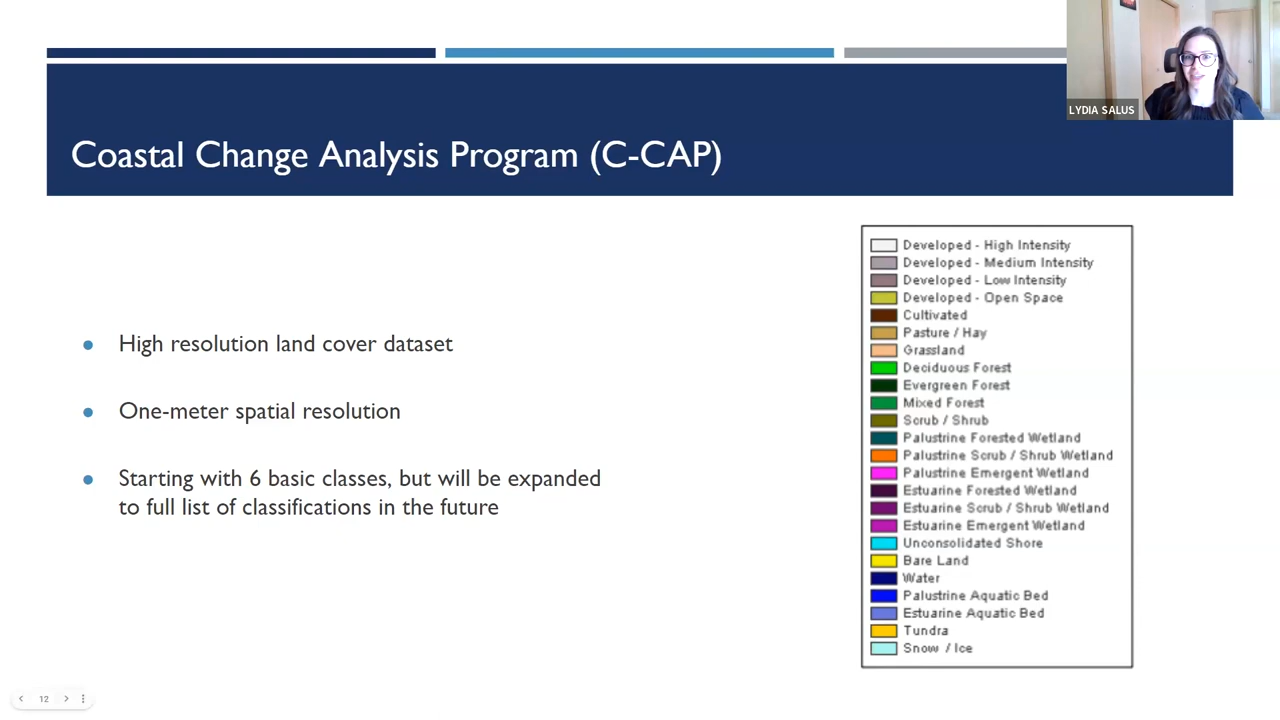 LYDIA SALUS
Coastal Change Analysis Program (C-CAP)
High resolution land cover dataset
One-meter spatial resolution
Starting with 6 basic classes, but will be expanded
to full list of classifications in the future
Developed - High Intensity
Developed - Medium Intensity
Developed - Low Intensity
Developed - Open Space
Cultivated
Pasture / Hay
Grassland
Deciduous Forest
Evergreen Forest
Mixed Forest
Scrub / Shrub
Palustrine Forested Wetland
Palustrine Scrub / Shrub Wetland
Palustrine Emergent Wetland
Estuarine Forested Wetland
Estuarine Scrub / Shrub Wetland
Estuarine Emergent Wetland
Unconsolidated Shore
Bare Land
Water
Palustrine Aquatic Bed
Estuarine Aquatic Bed
Tundra
Snow / Ice
12